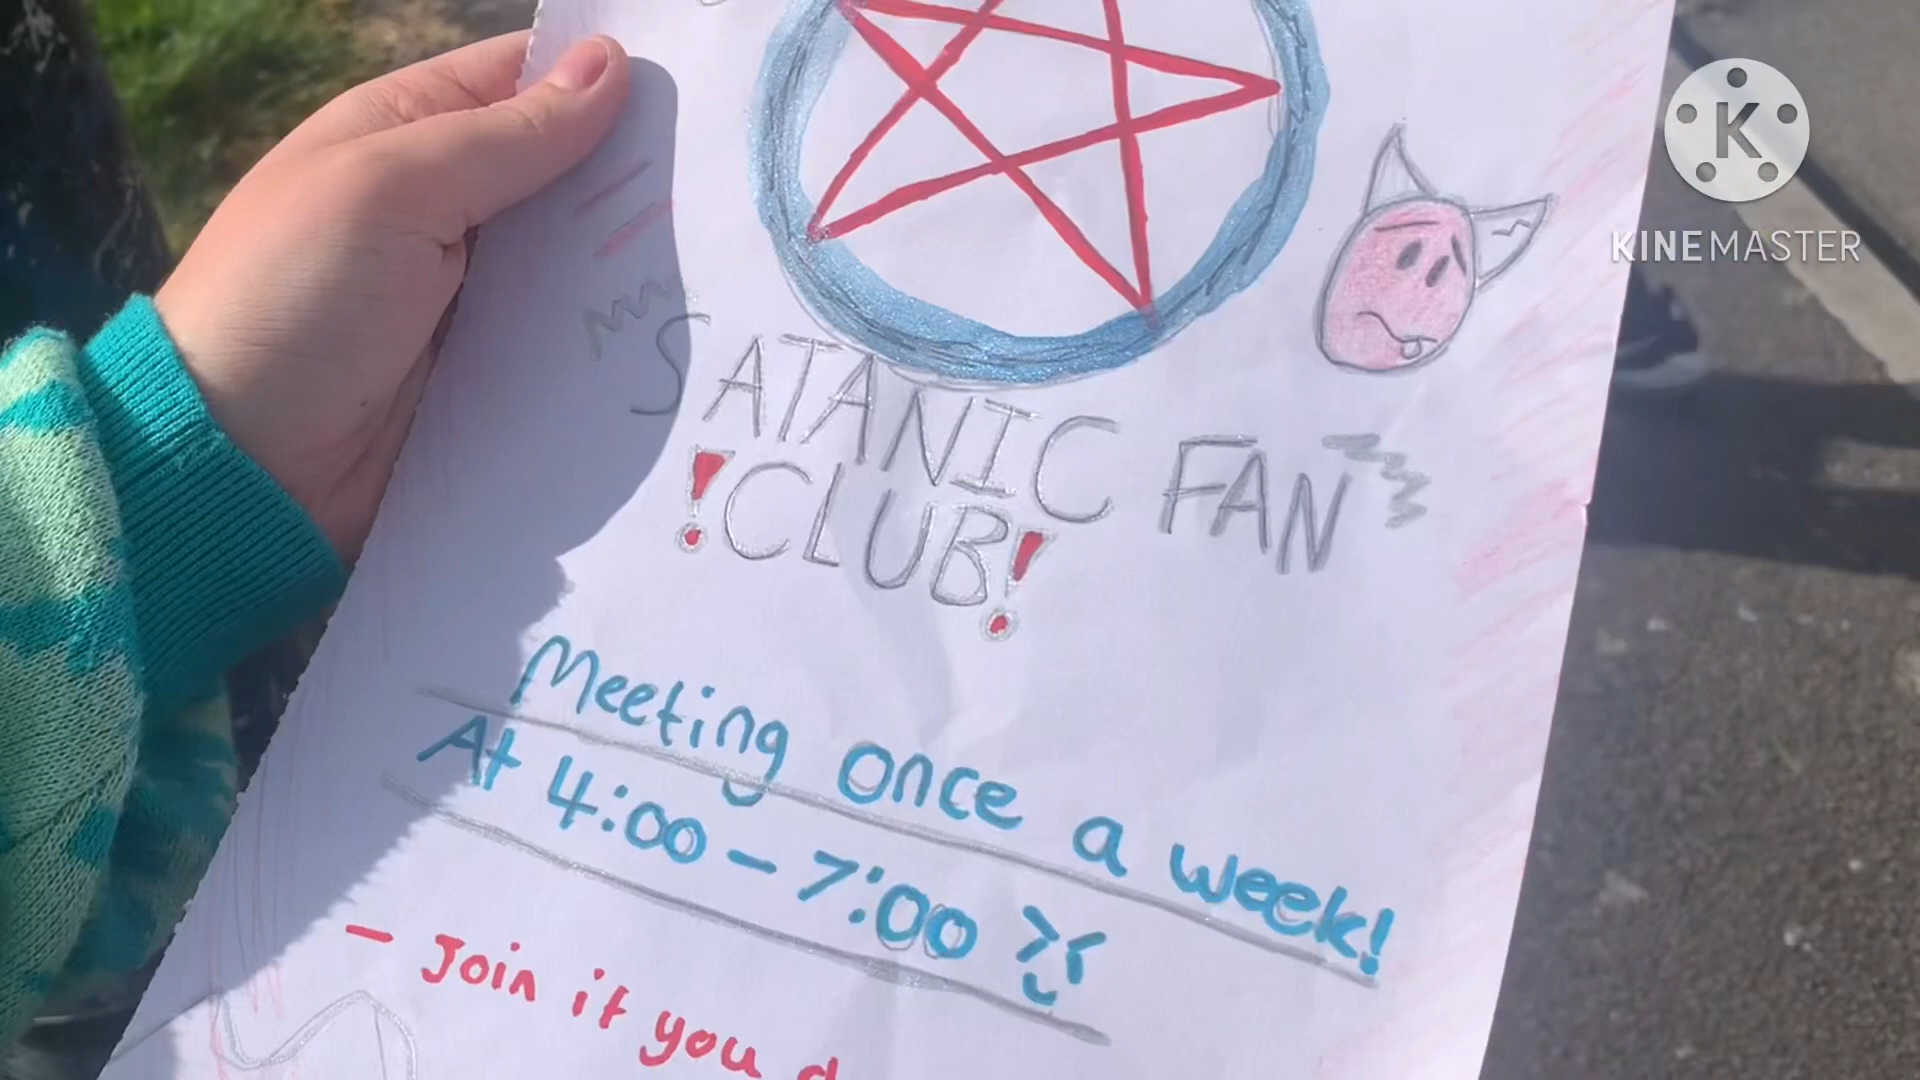 SATANIC FAN
!CLUB!
Meeting once a week!
At 4:00 - 7:00
- Join if you
K
KINEMASTER